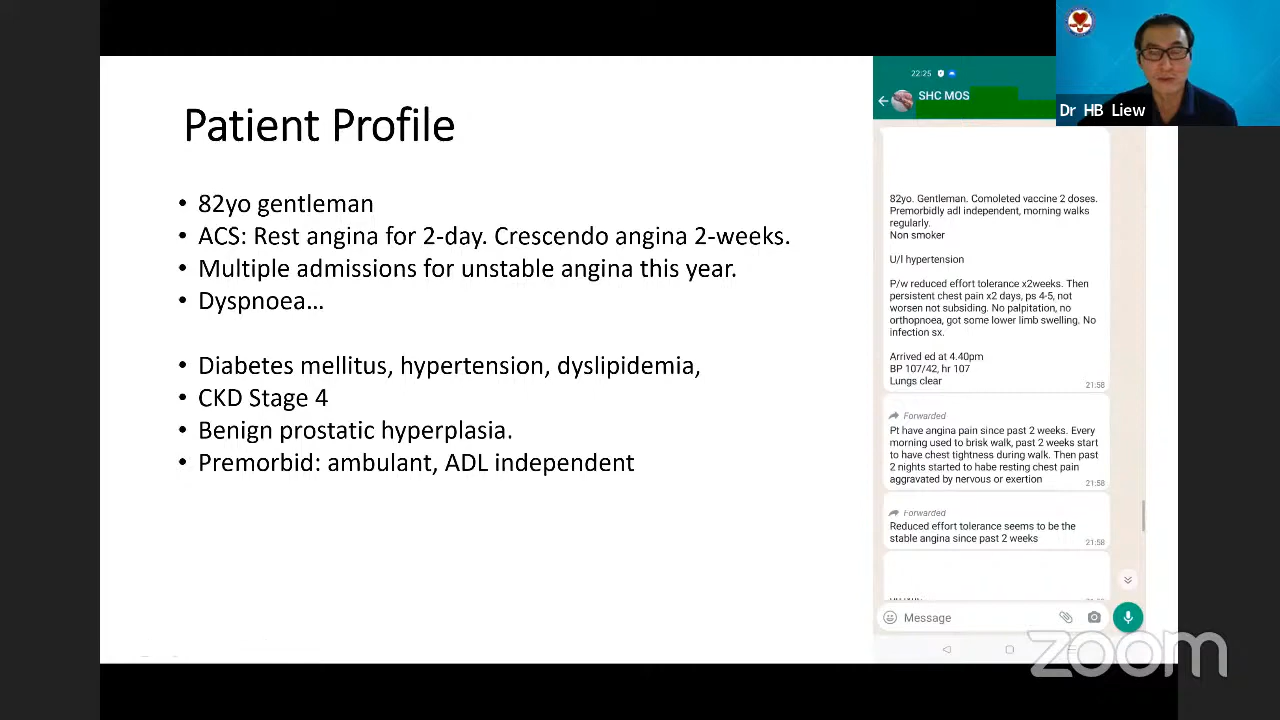 Patient Profile
• 82yo gentleman
• ACS: Rest angina for 2-day. Crescendo angina 2-weeks.
• Multiple admissions for unstable angina this year.
• Dyspnoea...
• Diabetes mellitus, hypertension, dyslipidemia,
• CKD Stage 4
• Benign prostatic hyperplasia.
• Premorbid: ambulant, ADL independent
22:25
SHC MOS
82yo. Gentleman. Comoleted vaccine 2 doses.
Premorbidly adl independent, morning walks
regularly.
Non smoker
U/l hypertension
P/w reduced effort tolerance x2weeks. Then
persistent chest pain x2 days, ps 4-5, not
worsen not subsiding. No palpitation, no
orthopnoea, got some lower limb swelling. No
infection sx.
Arrived ed at 4.40pm
BP 107/42, hr 107
Lungs clear
21:58
Forwarded
Pt have angina pain since past 2 weeks. Every
morning used to brisk walk, past 2 weeks start
to have chest tightness during walk. Then past
2 nights started to habe resting chest pain
aggravated by nervous or exertion
21:58
Forwarded
Reduced effort tolerance seems to be the
stable angina since past 2 weeks
21:58
Message
Dr HB Liew
zoom